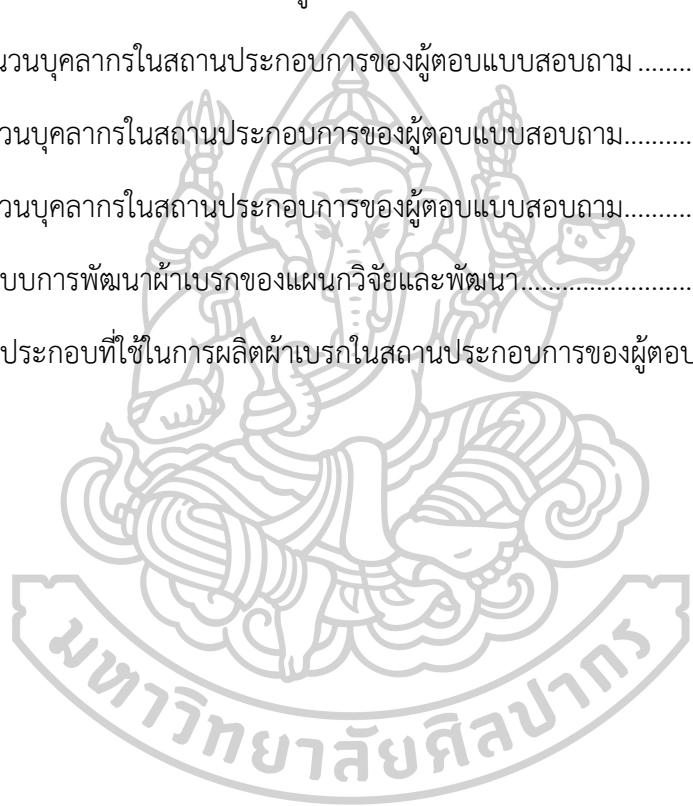 นวนบุคลากรในสถานประกอบการของผู้ตอบแบบสอบถาม ........
วนบุคลากรในสถานประกอบการของผู้ตอบแบบสอบถาม..........
วนบุคลากรในสถานประกอบการของผู้ตอบแบบสอบถาม..........
บบการพัฒนาผ้าเบรกของแผนกวิจัยและพัฒนา.........................
ประกอบที่ใช้ในการผลิตผ้าเบรกในสถานประกอบการของผู้ตอบ
มหาวิทยาลัยศิลปากร